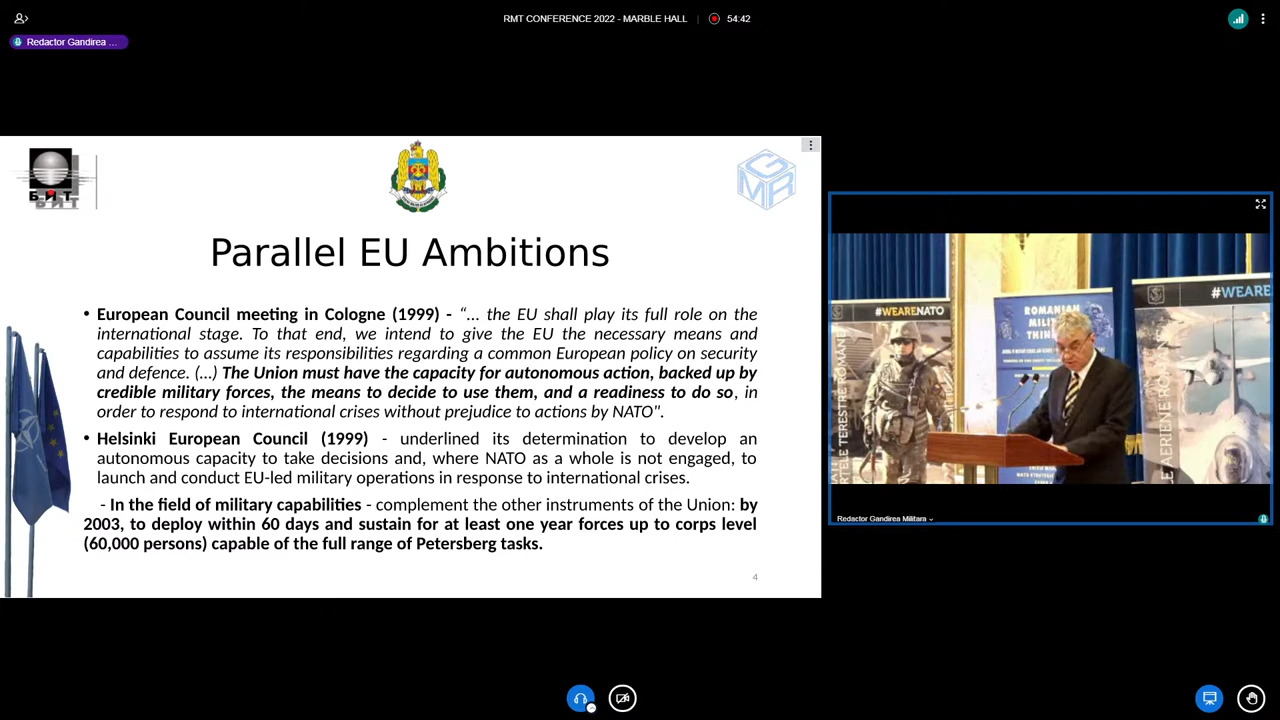 RMT CONFERENCE 2022 - MARBLE HALL
54:42
Redactor Gandirea ...
БИТ
БИТ
GMR
Parallel EU Ambitions
• European Council meeting in Cologne (1999) - “... the EU shall play its full role on the
international stage. To that end, we intend to give the EU the necessary means and
capabilities to assume its responsibilities regarding a common European policy on security
and defence. (...) The Union must have the capacity for autonomous action, backed up by
credible military forces, the means to decide to use them, and a readiness to do so, in
order to respond to international crises without prejudice to actions by NATO".
• Helsinki European Council (1999) - underlined its determination to develop an
autonomous capacity to take decisions and, where NATO as a whole is not engaged, to
launch and conduct EU-led military operations in response to international crises.
- In the field of military capabilities - complement the other instruments of the Union: by
2003, to deploy within 60 days and sustain for at least one year forces up to corps level
(60,000 persons) capable of the full range of Petersberg tasks.
4
#WEARENATO
ROMANIAN
#WEARE
Redactor Gandirea Militara